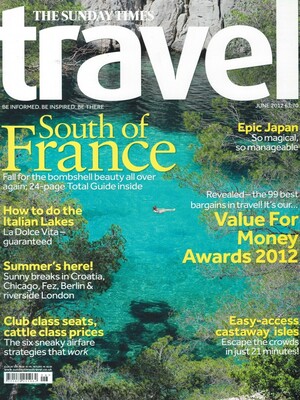 THE SUNDAY TIMES
travel
BE INFORMED. BE INSPIRED. BE THERE
JUNE 2012 £3.90
South of
France
Fall for the bombshell beauty all over
again: 24-page Total Guide inside
Epic Japan
So magical,
so manageable
Revealed – the 99 best
bargains in travel! It's our...
Value For
Money
Awards 2012
How to do the
Italian Lakes
La Dolce Vita –
guaranteed
Summer's here!
Sunny breaks in Croatia,
Chicago, Fez, Berlin &
riverside London
Club class seats,
cattle class prices
The six sneaky airfare
strategies that work
Easy-access
castaway isles
Escape the crowds
in just 21 minutes!